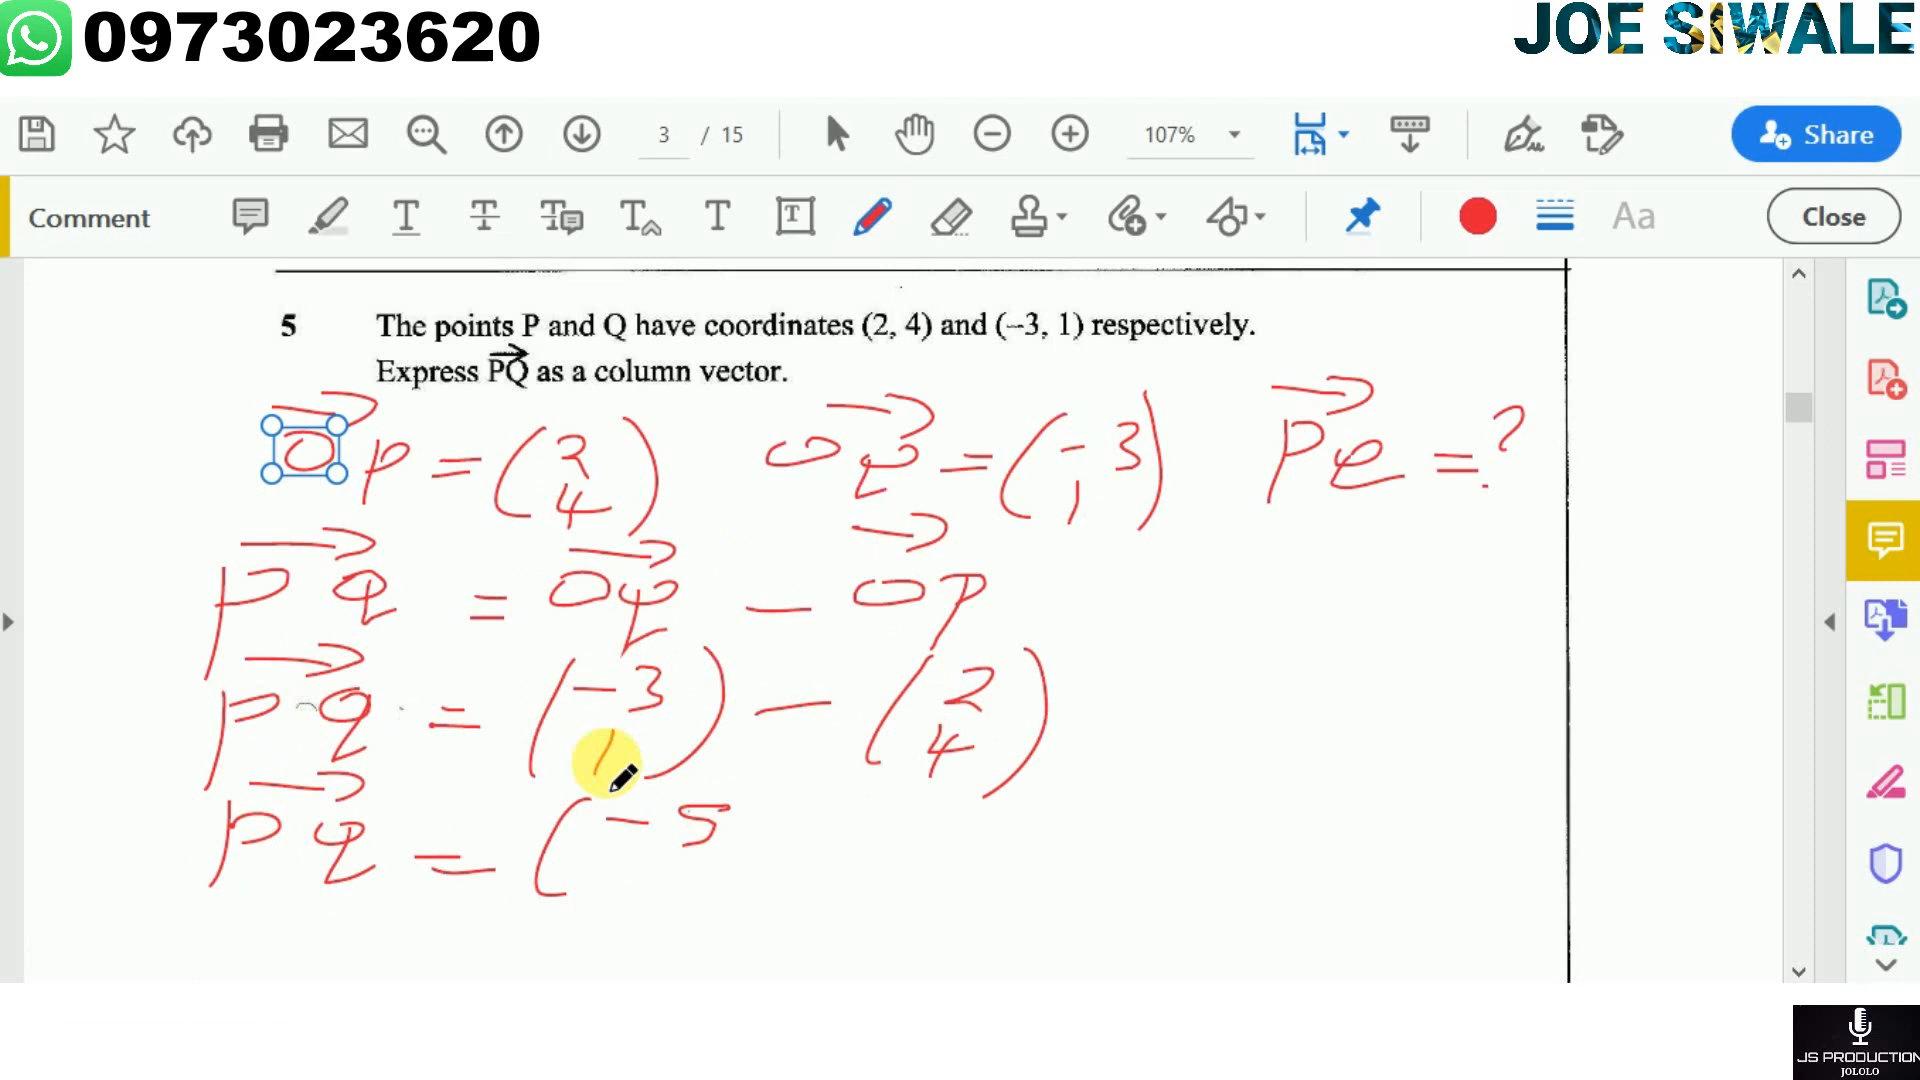 0973023620
JOE SIWALE
3 / 15
107%
Share
Comment
Aa
Close
5 The points P and Q have coordinates (2, 4) and (–3, 1) respectively.
Express PQ as a column vector.
OP = (2 4) OQ = (-3 1) PQ = ?
PQ = OQ - OP
PQ = (-3 1) - (2 4)
PQ = (-5
JS PRODUCTION
JOLOLO